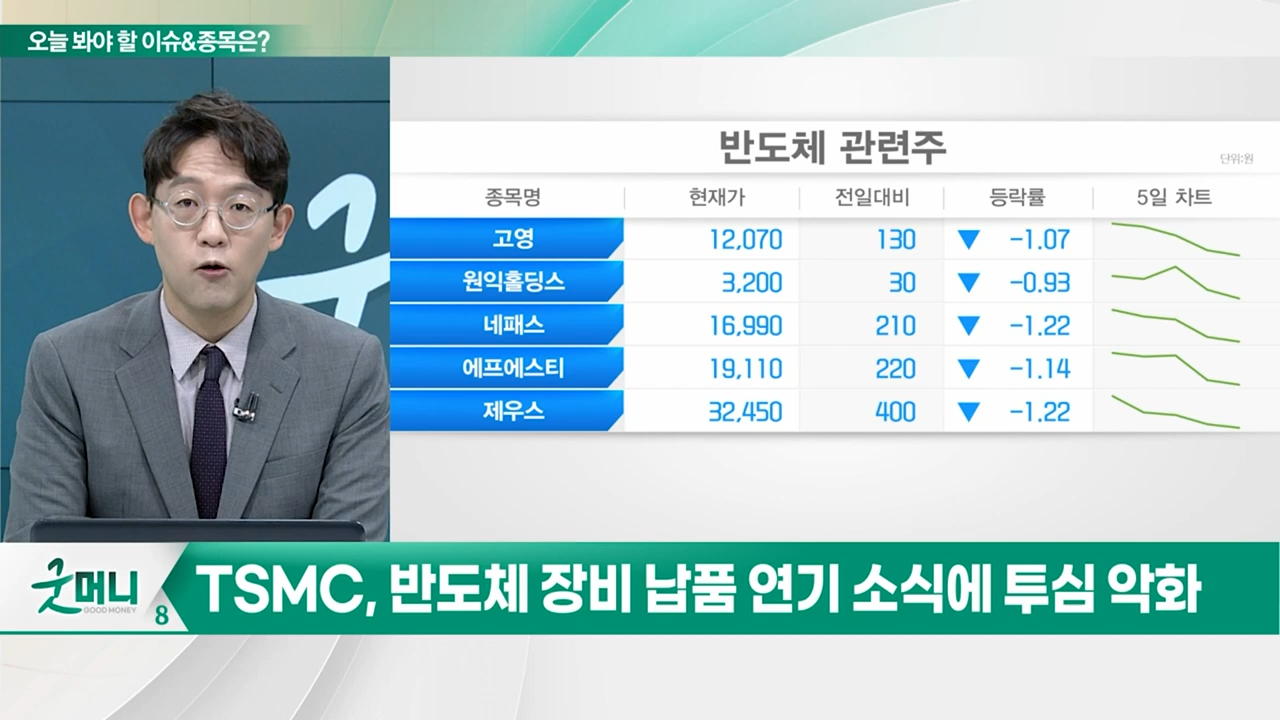 오늘 봐야 할 이슈&종목은?
반도체 관련주
단위:원
종목명 현재가 전일대비 등락률 5일 차트
고영 12,070 130 ▼ -1.07
원익홀딩스 3,200 30 ▼ -0.93
네패스 16,990 210 ▼ -1.22
에프에스티 19,110 220 ▼ -1.14
제우스 32,450 400 ▼ -1.22
굿머니
GOOD MONEY
8
TSMC, 반도체 장비 납품 연기 소식에 투심 악화